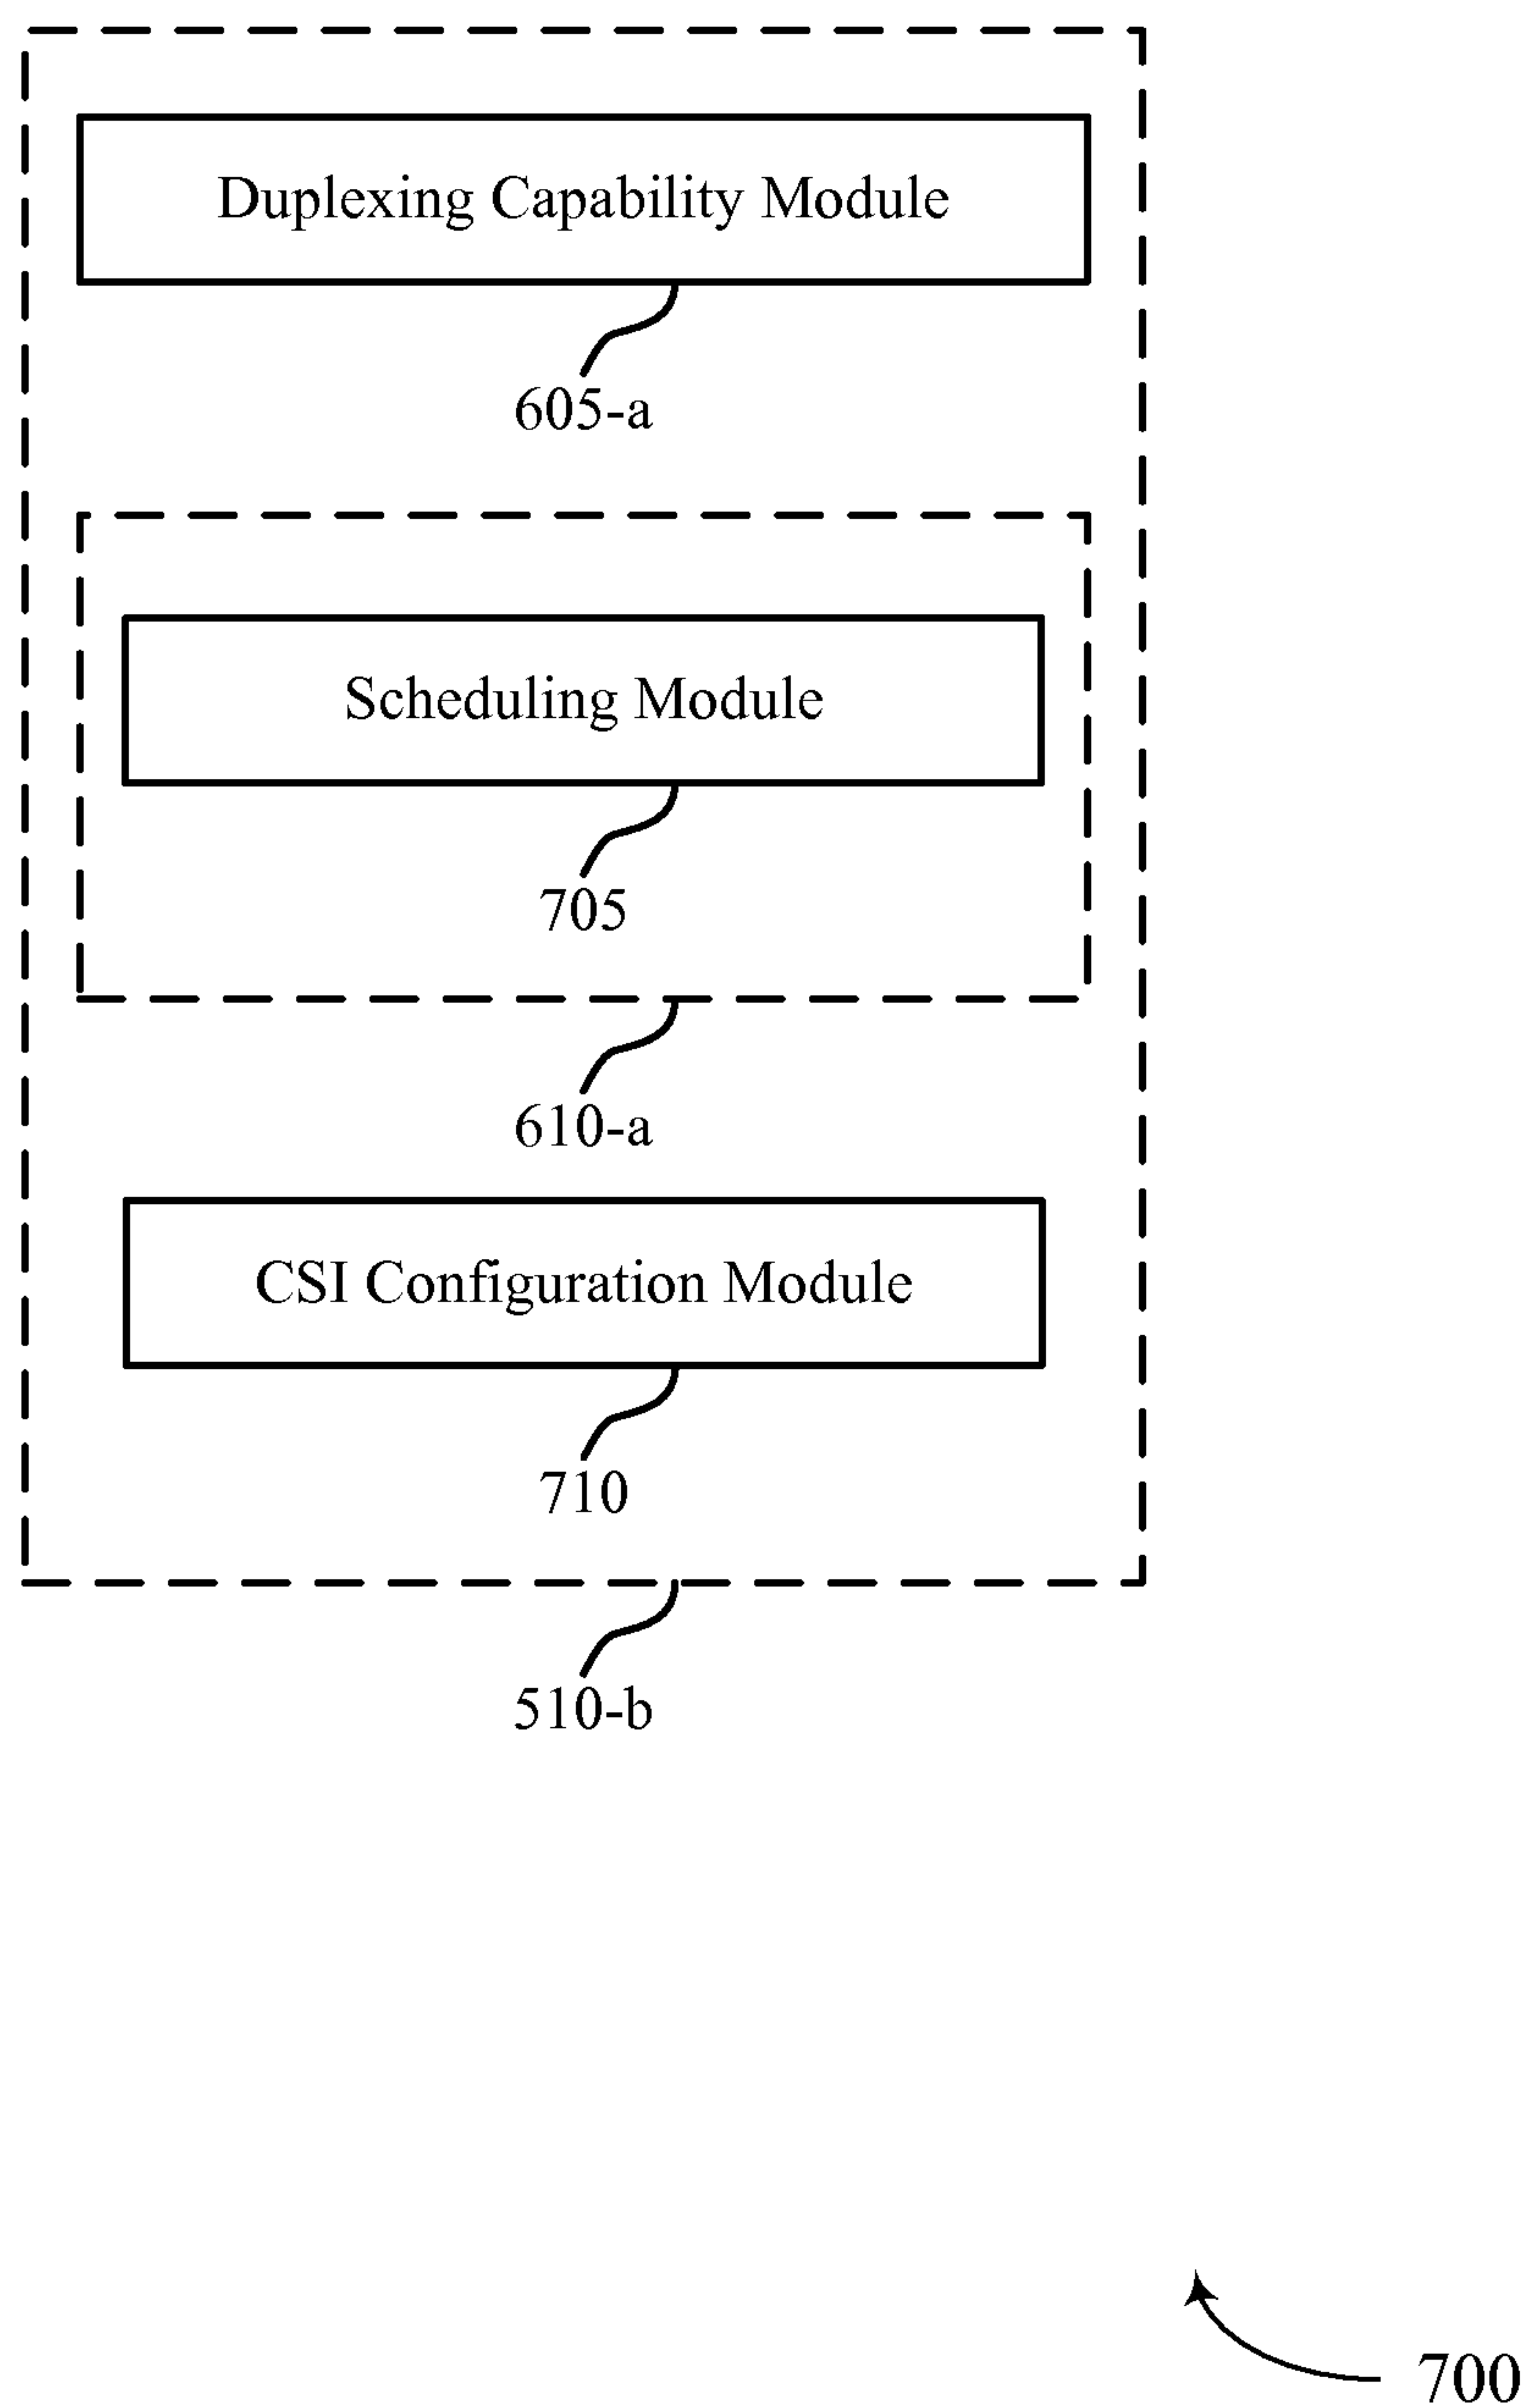 Duplexing Capability Module
605-a
Scheduling Module
705
610-a
CSI Configuration Module
710
510-b
700